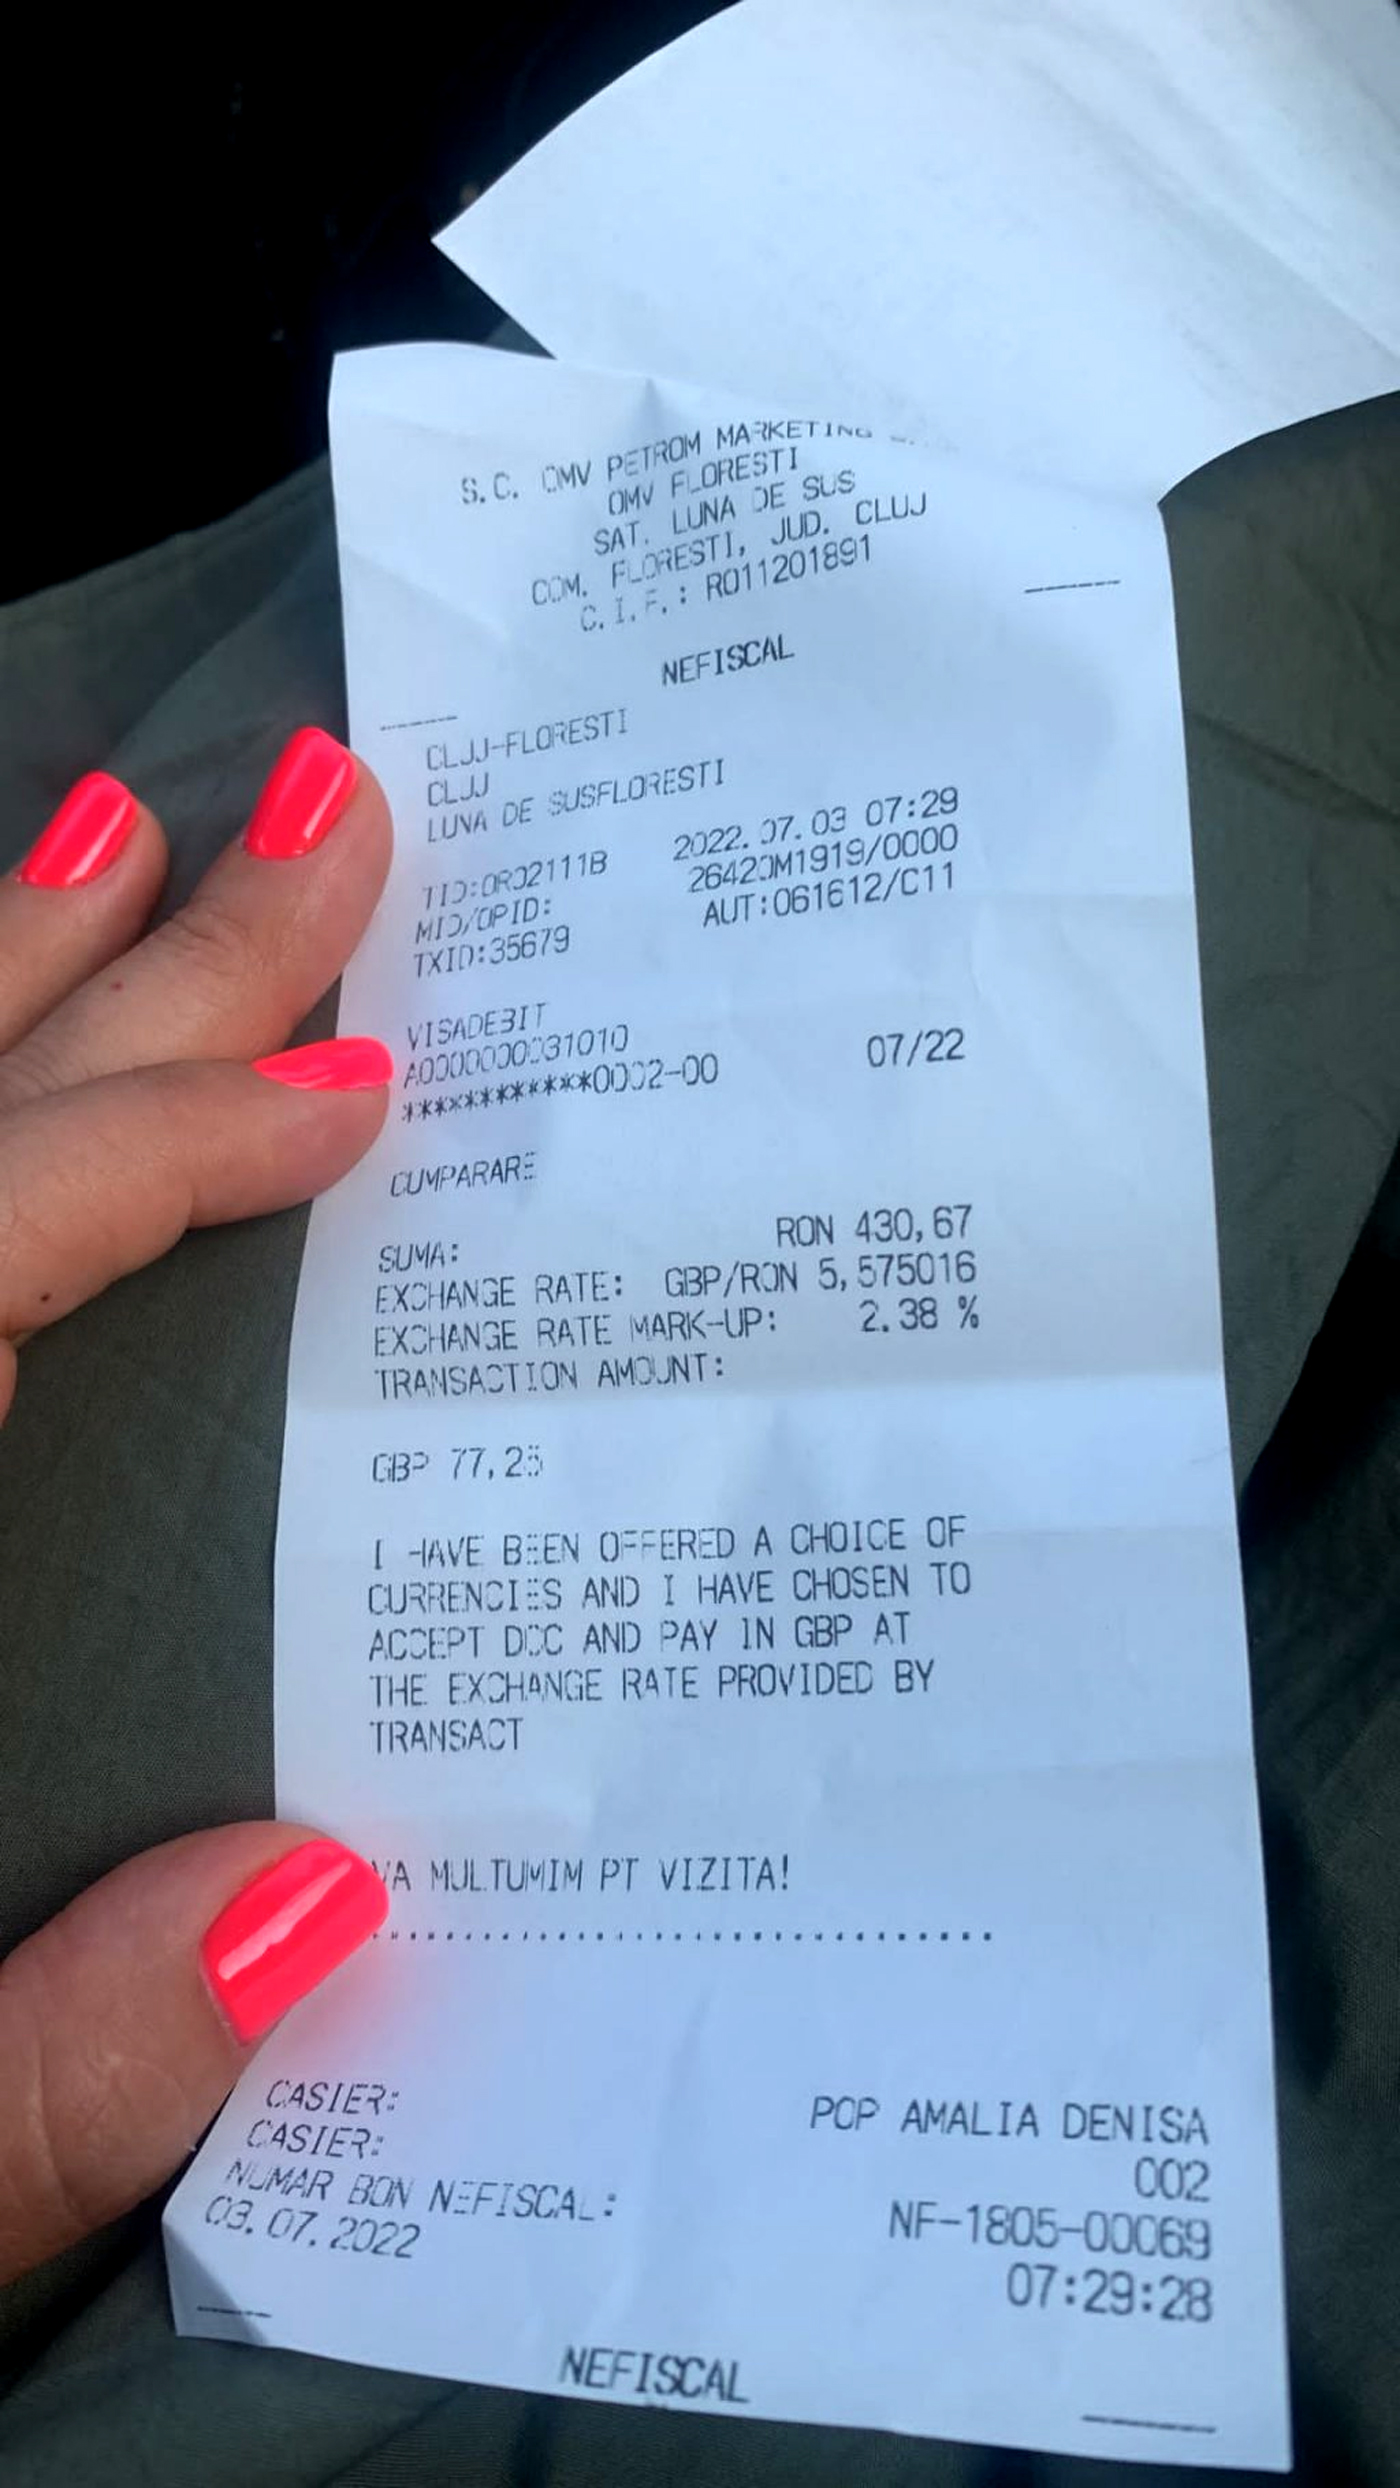 S.C. OMV PETROM MARKETING
OMV FLORESTI
SAT. LUNA DE SUS
COM. FLORESTI, JUD. CLUJ
C.I.F.: RO11201891
NEFISCAL
CLUJ-FLORESTI
CLUJ
LUNA DE SUSFLORESTI
TID:0R02111B 2022.07.03 07:29
MID/OPID: 26420M1919/0000
TXID:35679 AUT:061612/C11
VISADEBIT
A0000000031010
************0002-00 07/22
CUMPARARE
SUMA: RON 430,67
EXCHANGE RATE: GBP/RON 5,575016
EXCHANGE RATE MARK-UP: 2.38 %
TRANSACTION AMOUNT:
GBP 77,25
I HAVE BEEN OFFERED A CHOICE OF
CURRENCIES AND I HAVE CHOSEN TO
ACCEPT DCC AND PAY IN GBP AT
THE EXCHANGE RATE PROVIDED BY
TRANSACT
VA MULTUMIM PT VIZITA!
CASIER: POP AMALIA DENISA
CASIER: 002
NUMAR BON NEFISCAL: NF-1805-00069
03.07.2022 07:29:28
NEFISCAL